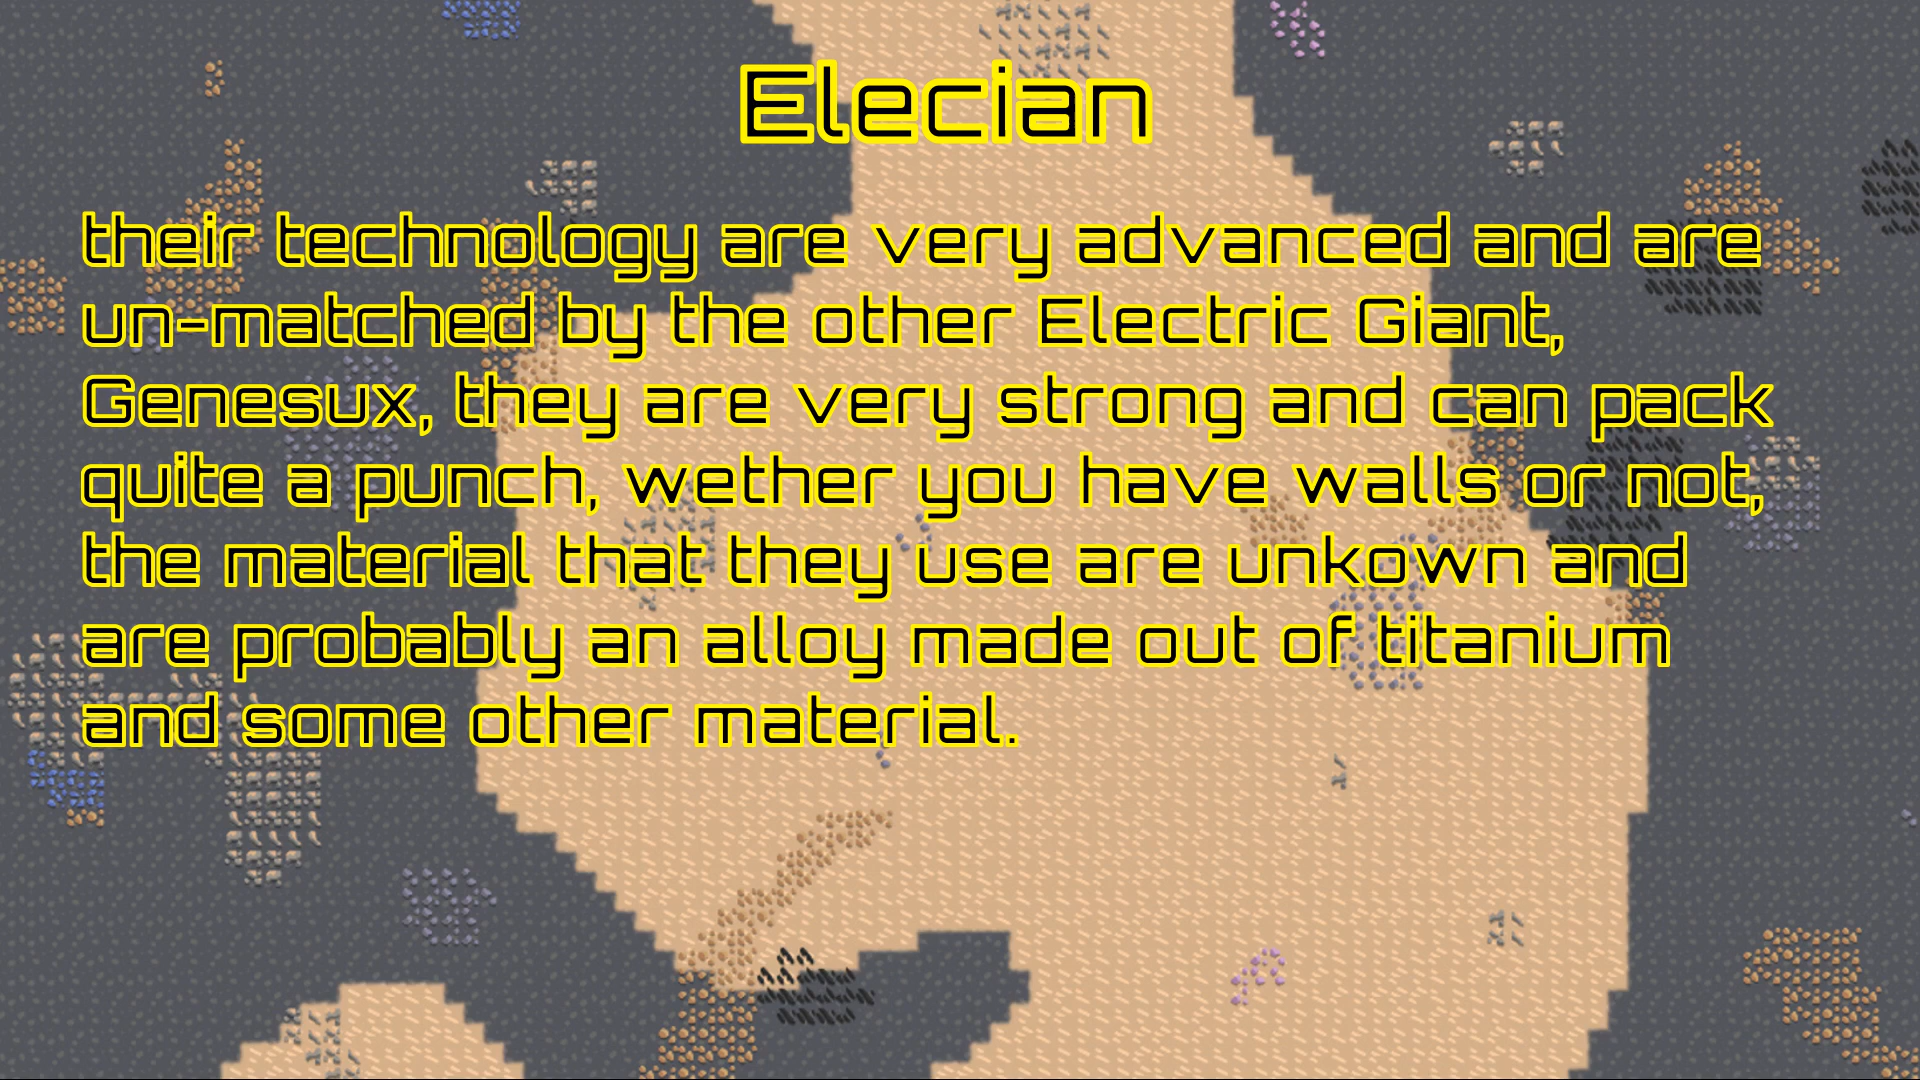 Elecian
their technology are very advanced and are
un-matched by the other Electric Giant,
Genesux, they are very strong and can pack
quite a punch, wether you have walls or not,
the material that they use are unkown and
are probably an alloy made out of titanium
and some other material.